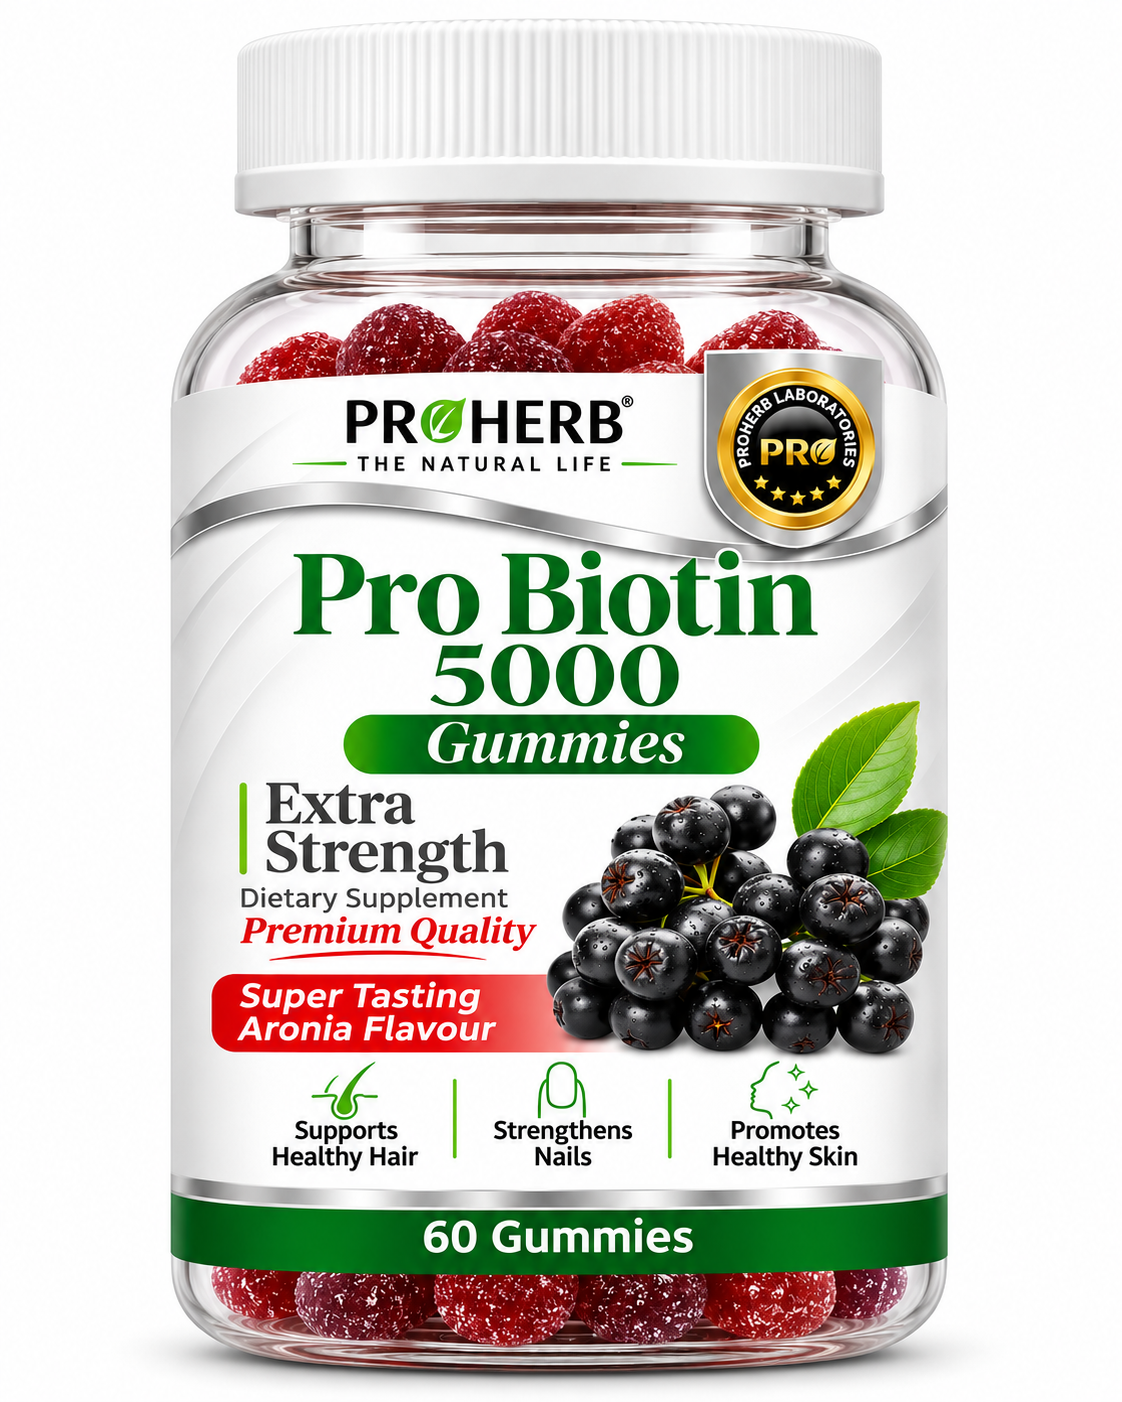 PROHERB®
THE NATURAL LIFE
PROHERB LABORATORIES
PRO
Pro Biotin
5000
Gummies
Extra
Strength
Dietary Supplement
Premium Quality
Super Tasting
Aronia Flavour
Supports
Healthy Hair
Strengthens
Nails
Promotes
Healthy Skin
60 Gummies